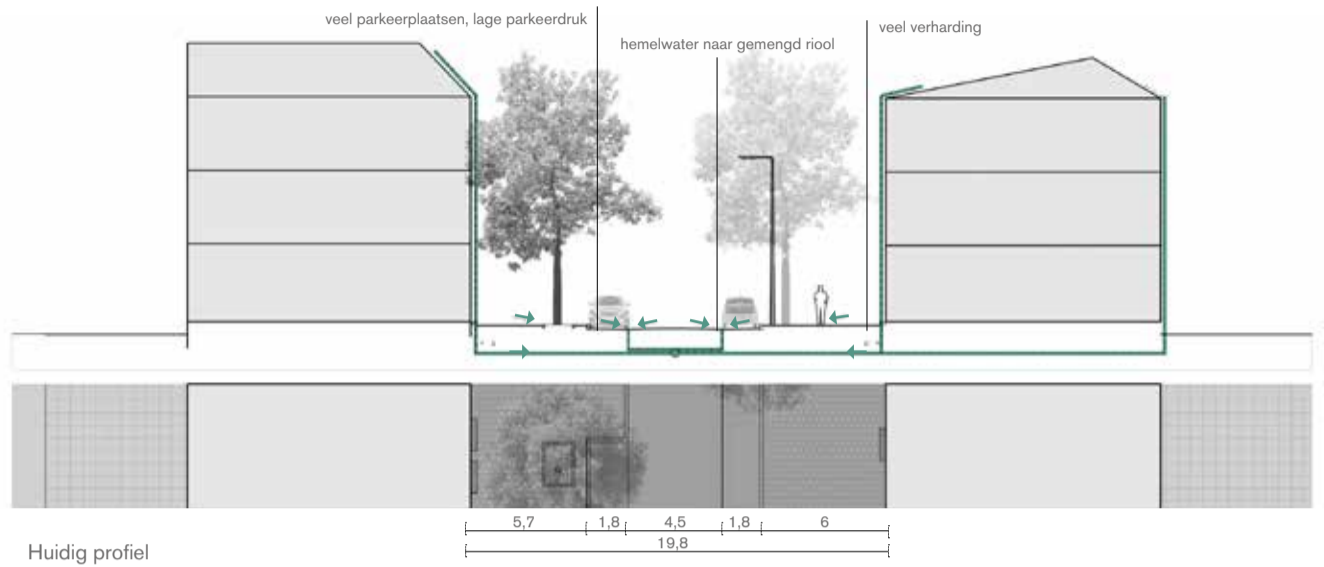 veel parkeerplaatsen, lage parkeerdruk
hemelwater naar gemengd riool
veel verharding
5,7 1,8 4,5 1,8 6
19,8
Huidig profiel